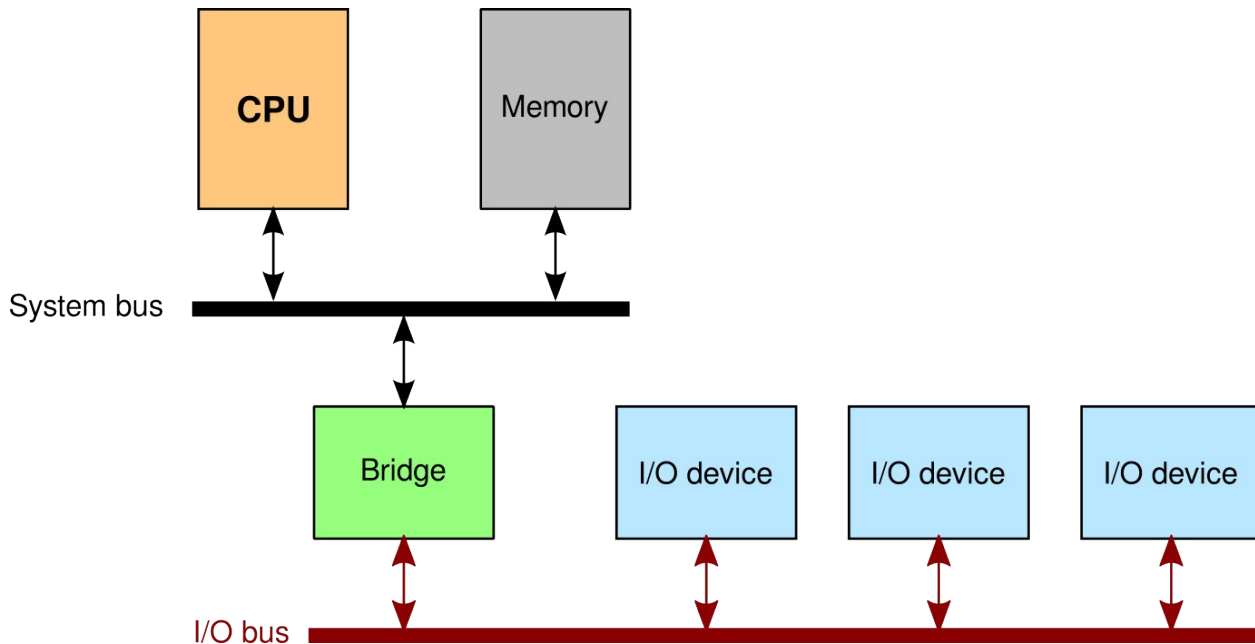 CPU
Memory
System bus
Bridge
I/O device
I/O device
I/O device
I/O bus